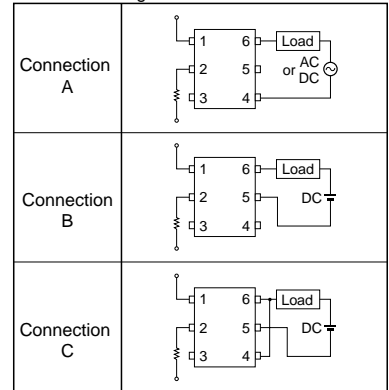 Connection
A
1 6 Load
2 5 or AC
DC
3 4
Connection
B
1 6 Load
2 5 DC
3 4
Connection
C
1 6 Load
2 5 DC
3 4